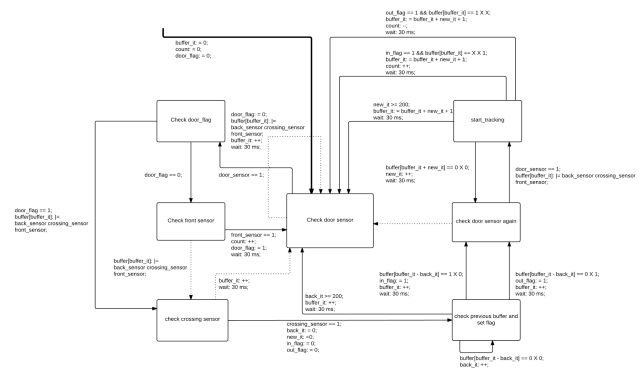 out_flag == 1 && buffer[buffer_it] == 1 X X;
buffer_it: = buffer_it + new_it + 1;
count: --;
wait: 30 ms;
buffer_it: = 0;
count: = 0;
door_flag: = 0;
in_flag == 1 && buffer[buffer_it] == X X 1;
buffer_it: = buffer_it + new_it + 1;
count: ++;
wait: 30 ms;
new_it >= 200;
buffer_it: = buffer_it + new_it + 1;
wait: 30 ms;
Check door_flag
door_flag: = 0;
buffer[buffer_it]: |=
back_sensor crossing_sensor
front_sensor;
buffer_it: ++;
wait: 30 ms;
start_tracking
door_flag == 0;
door_sensor == 1;
buffer[buffer_it + new_it] == 0 X 0;
new_it: ++;
wait: 30 ms;
door_sensor == 1;
buffer[buffer_it]: |= back_sensor crossing_sensor
front_sensor;
door_flag == 1;
buffer[buffer_it]: |=
back_sensor crossing_sensor
front_sensor;
Check front sensor
Check door sensor
check door sensor again
front_sensor == 1;
count: ++;
door_flag: = 1;
wait: 30 ms;
buffer[buffer_it]: |=
back_sensor crossing_sensor
front_sensor;
buffer_it: ++;
wait: 30 ms;
buffer[buffer_it - back_it] == 1 X 0;
in_flag: = 1;
buffer_it: ++;
wait: 30 ms;
buffer[buffer_it - back_it] == 0 X 1;
out_flag: = 1;
buffer_it: ++;
wait: 30 ms;
back_it >= 200;
buffer_it: ++;
wait: 30 ms;
check crossing sensor
check previous buffer and
set flag
crossing_sensor == 1;
back_it: = 0;
new_it: =0;
in_flag: = 0;
out_flag: = 0;
buffer[buffer_it - back_it] == 0 X 0;
back_it: ++;